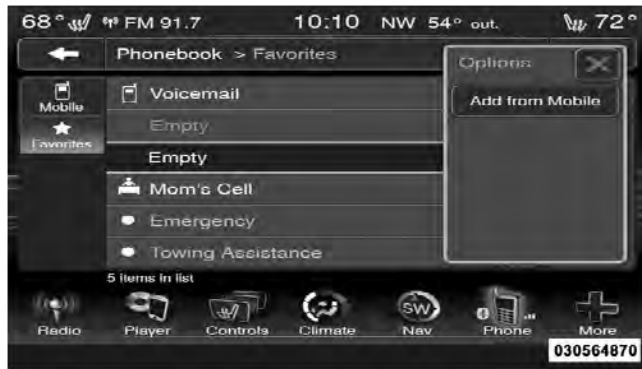 68° FM 91.7 10:10 NW 54° out. 72°
Phonebook > Favorites
Options
Mobile
Favorites
Voicemail
Empty
Empty
Mom's Cell
Emergency
Towing Assistance
Add from Mobile
5 items in list
Radio Player Controls Climate Nav Phone More
SW
030564870